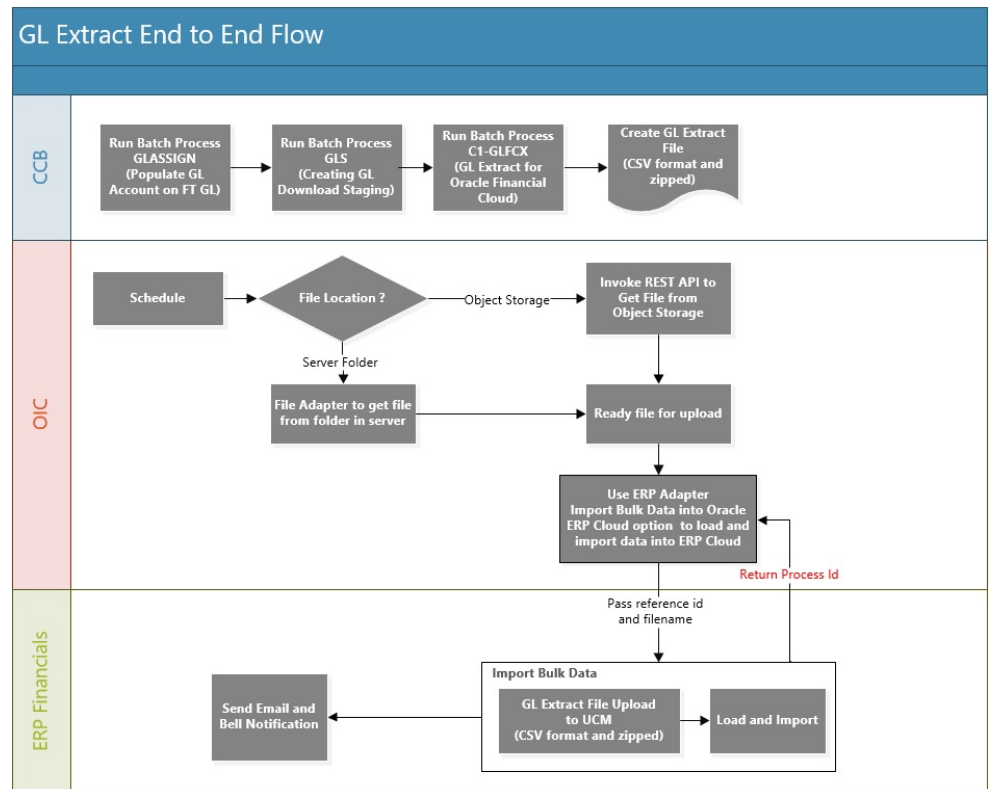 GL Extract End to End Flow
CCB
Run Batch Process
GLASSIGN
(Populate GL
Account on FT GL)
Run Batch Process
GLS
(Creating GL
Download Staging)
Run Batch Process
C1-GLFCX
(GL Extract for
Oracle Financial
Cloud)
Create GL Extract
File
(CSV format and
zipped)
OIC
Schedule
File Location ?
Object Storage
Invoke REST API to
Get File from
Object Storage
Server Folder
File Adapter to get file
from folder in server
Ready file for upload
Use ERP Adapter
Import Bulk Data into Oracle
ERP Cloud option to load and
import data into ERP Cloud
Return Process Id
Pass reference id
and filename
ERP Financials
Import Bulk Data
GL Extract File Upload
to UCM
(CSV format and zipped)
Load and Import
Send Email and
Bell Notification